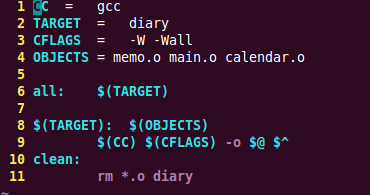 1 CC  =   gcc
2 TARGET  =   diary
3 CFLAGS  =   -W -Wall
4 OBJECTS = memo.o main.o calendar.o
5
6 all:    $(TARGET)
7
8 $(TARGET):  $(OBJECTS)
9         $(CC) $(CFLAGS) -o $@ $^
10 clean:
11         rm *.o diary
~